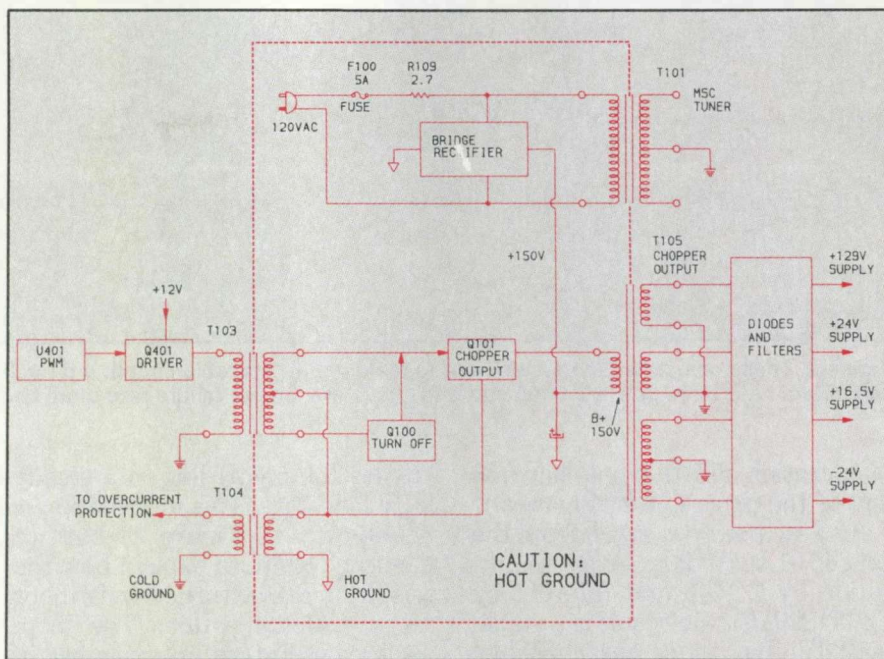 F100
5A
FUSE
R109
2.7
120VAC
BRIDGE
RECTIFIER
T101
MSC
TUNER
+150V
T105
CHOPPER
OUTPUT
+129V
SUPPLY
+24V
SUPPLY
+16.5V
SUPPLY
-24V
SUPPLY
DIODES
AND
FILTERS
+12V
T103
U401
PWM
Q401
DRIVER
Q101
CHOPPER
OUTPUT
Q100
TURN OFF
B+
150V
+
T104
TO OVERCURRENT
PROTECTION
COLD
GROUND
HOT
GROUND
CAUTION:
HOT GROUND